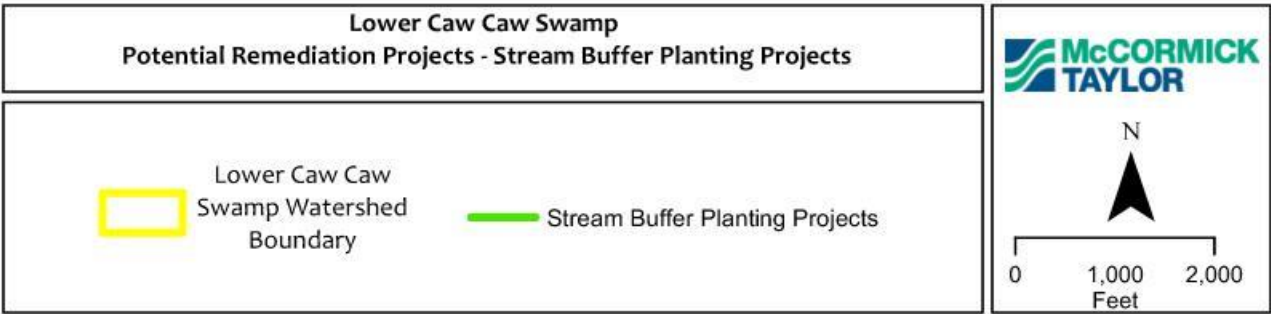 Lower Caw Caw Swamp
Potential Remediation Projects - Stream Buffer Planting Projects
Lower Caw Caw
Swamp Watershed
Boundary
Stream Buffer Planting Projects
McCORMICK
TAYLOR
N
0 1,000 2,000
Feet